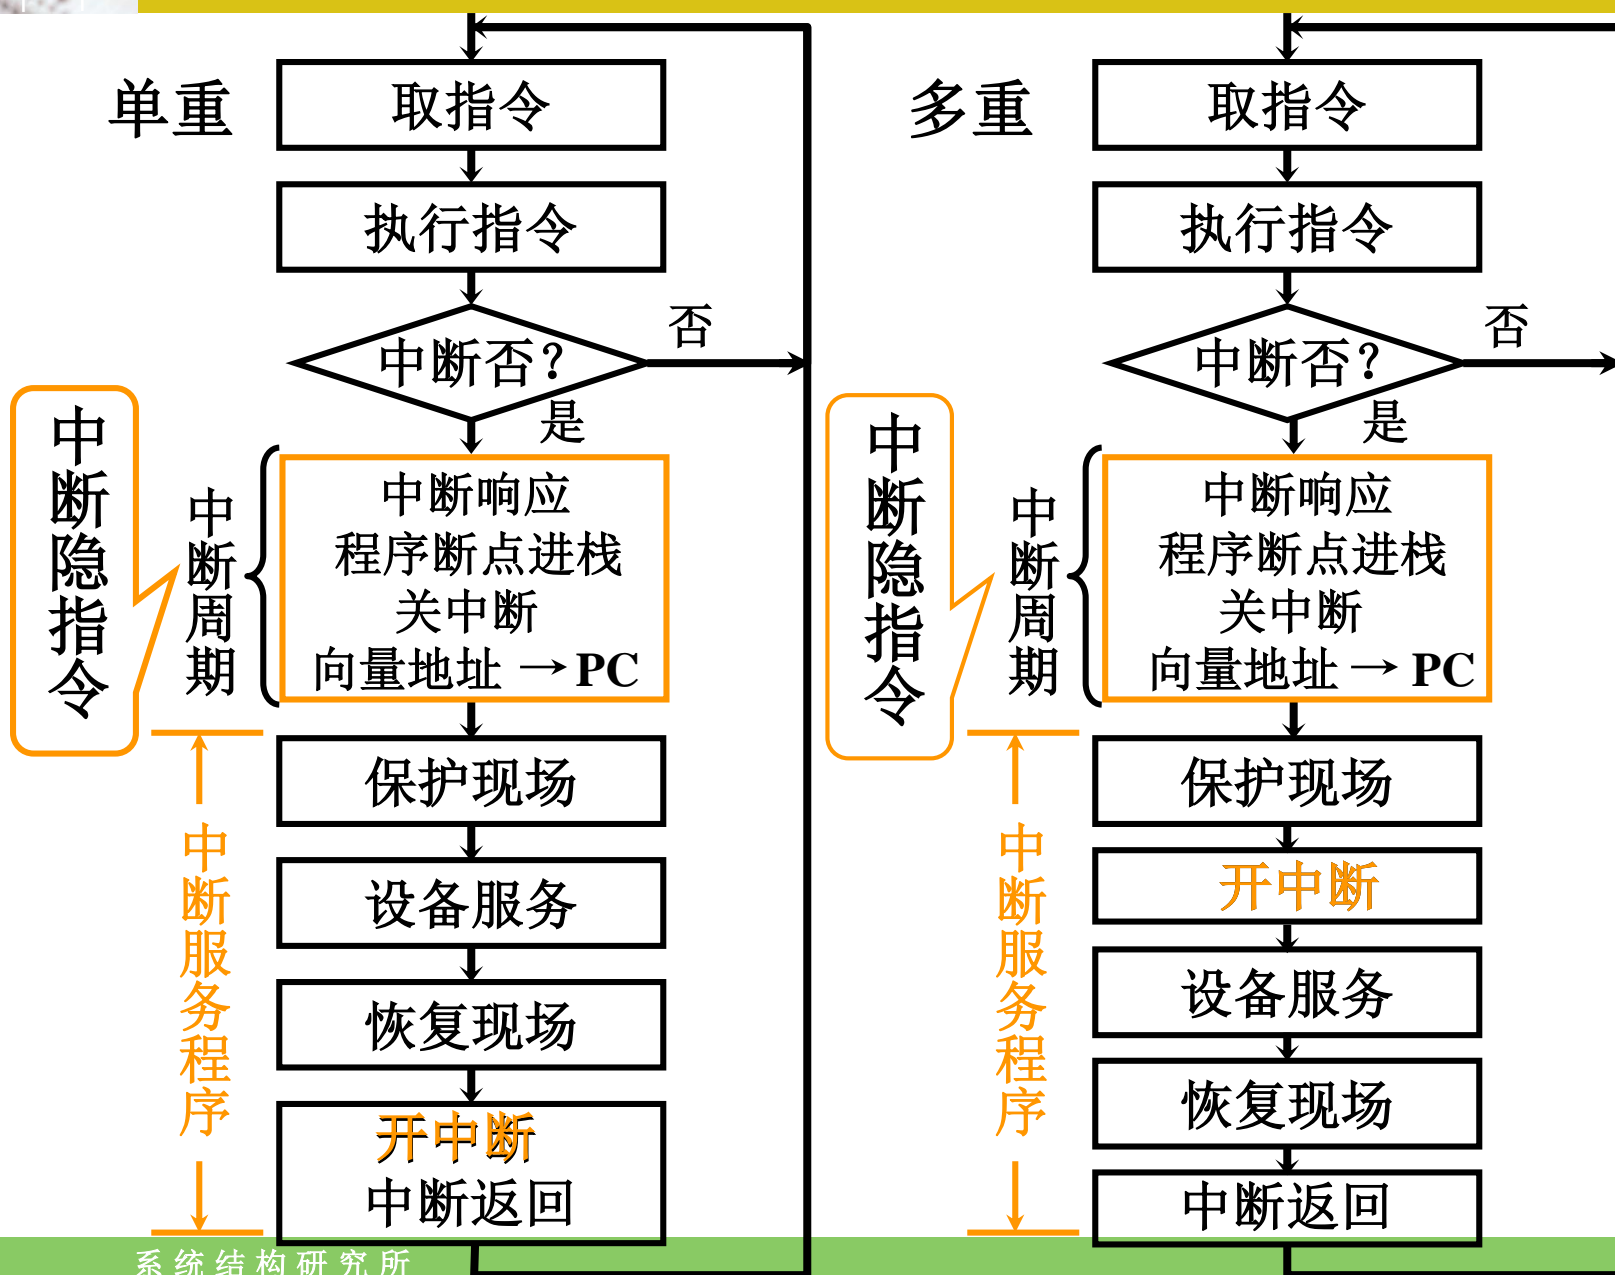 单重
取指令
执行指令
中断否？
否
是
中断隐指令
中断周期
中断响应
程序断点进栈
关中断
向量地址 → PC
中断服务程序
保护现场
设备服务
恢复现场
开中断
中断返回
多重
取指令
执行指令
中断否？
否
是
中断隐指令
中断周期
中断响应
程序断点进栈
关中断
向量地址 → PC
中断服务程序
保护现场
开中断
设备服务
恢复现场
中断返回
系统结构研究所